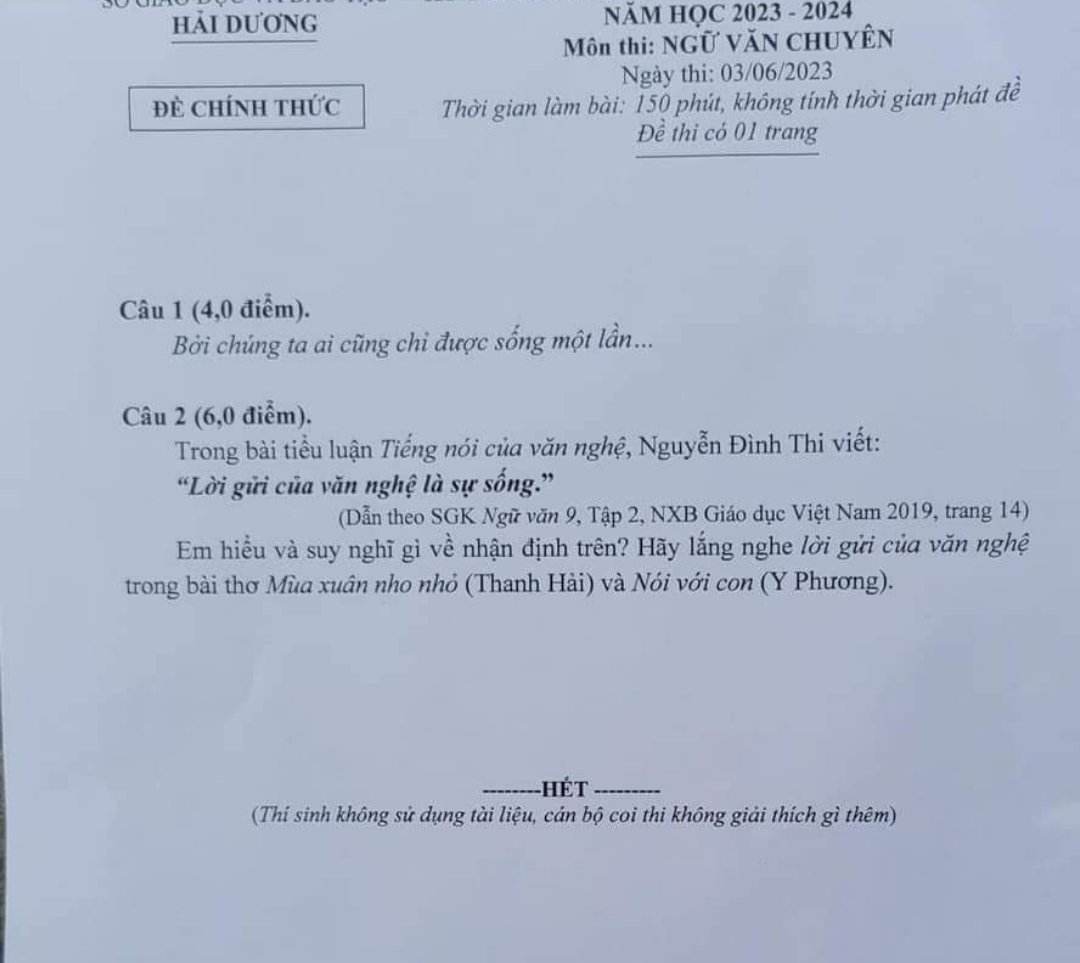 HẢI DƯƠNG
NĂM HỌC 2023 - 2024
Môn thi: NGỮ VĂN CHUYÊN
Ngày thi: 03/06/2023
ĐỀ CHÍNH THỨC
Thời gian làm bài: 150 phút, không tính thời gian phát đề
Đề thi có 01 trang
Câu 1 (4,0 điểm).
Bởi chúng ta ai cũng chỉ được sống một lần...
Câu 2 (6,0 điểm).
Trong bài tiểu luận Tiếng nói của văn nghệ, Nguyễn Đình Thi viết:
“Lời gửi của văn nghệ là sự sống.”
(Dẫn theo SGK Ngữ văn 9, Tập 2, NXB Giáo dục Việt Nam 2019, trang 14)
Em hiểu và suy nghĩ gì về nhận định trên? Hãy lắng nghe lời gửi của văn nghệ
trong bài thơ Mùa xuân nho nhỏ (Thanh Hải) và Nói với con (Y Phương).
--------HẾT ---------
(Thí sinh không sử dụng tài liệu, cán bộ coi thi không giải thích gì thêm)